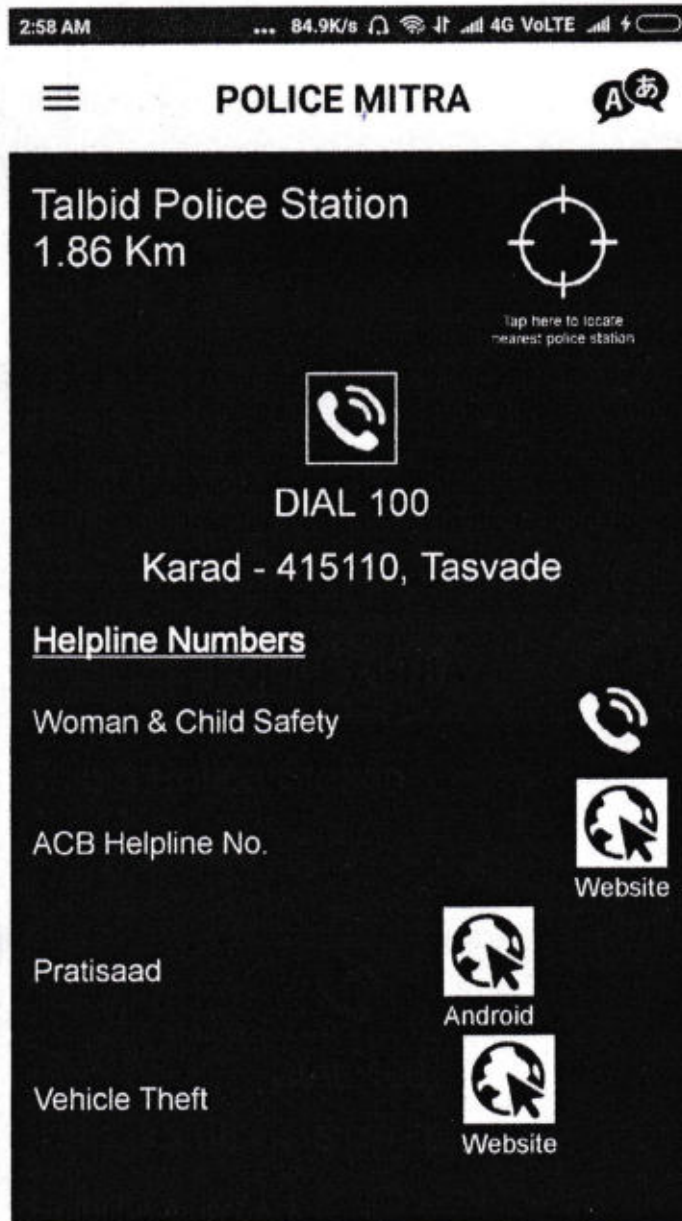 2:58 AM ... 84.9K/s 4G VoLTE
POLICE MITRA
A あ
Talbid Police Station
1.86 Km
Tap here to locate
nearest police station
DIAL 100
Karad - 415110, Tasvade
Helpline Numbers
Woman & Child Safety
ACB Helpline No.
Website
Pratisaad
Android
Vehicle Theft
Website